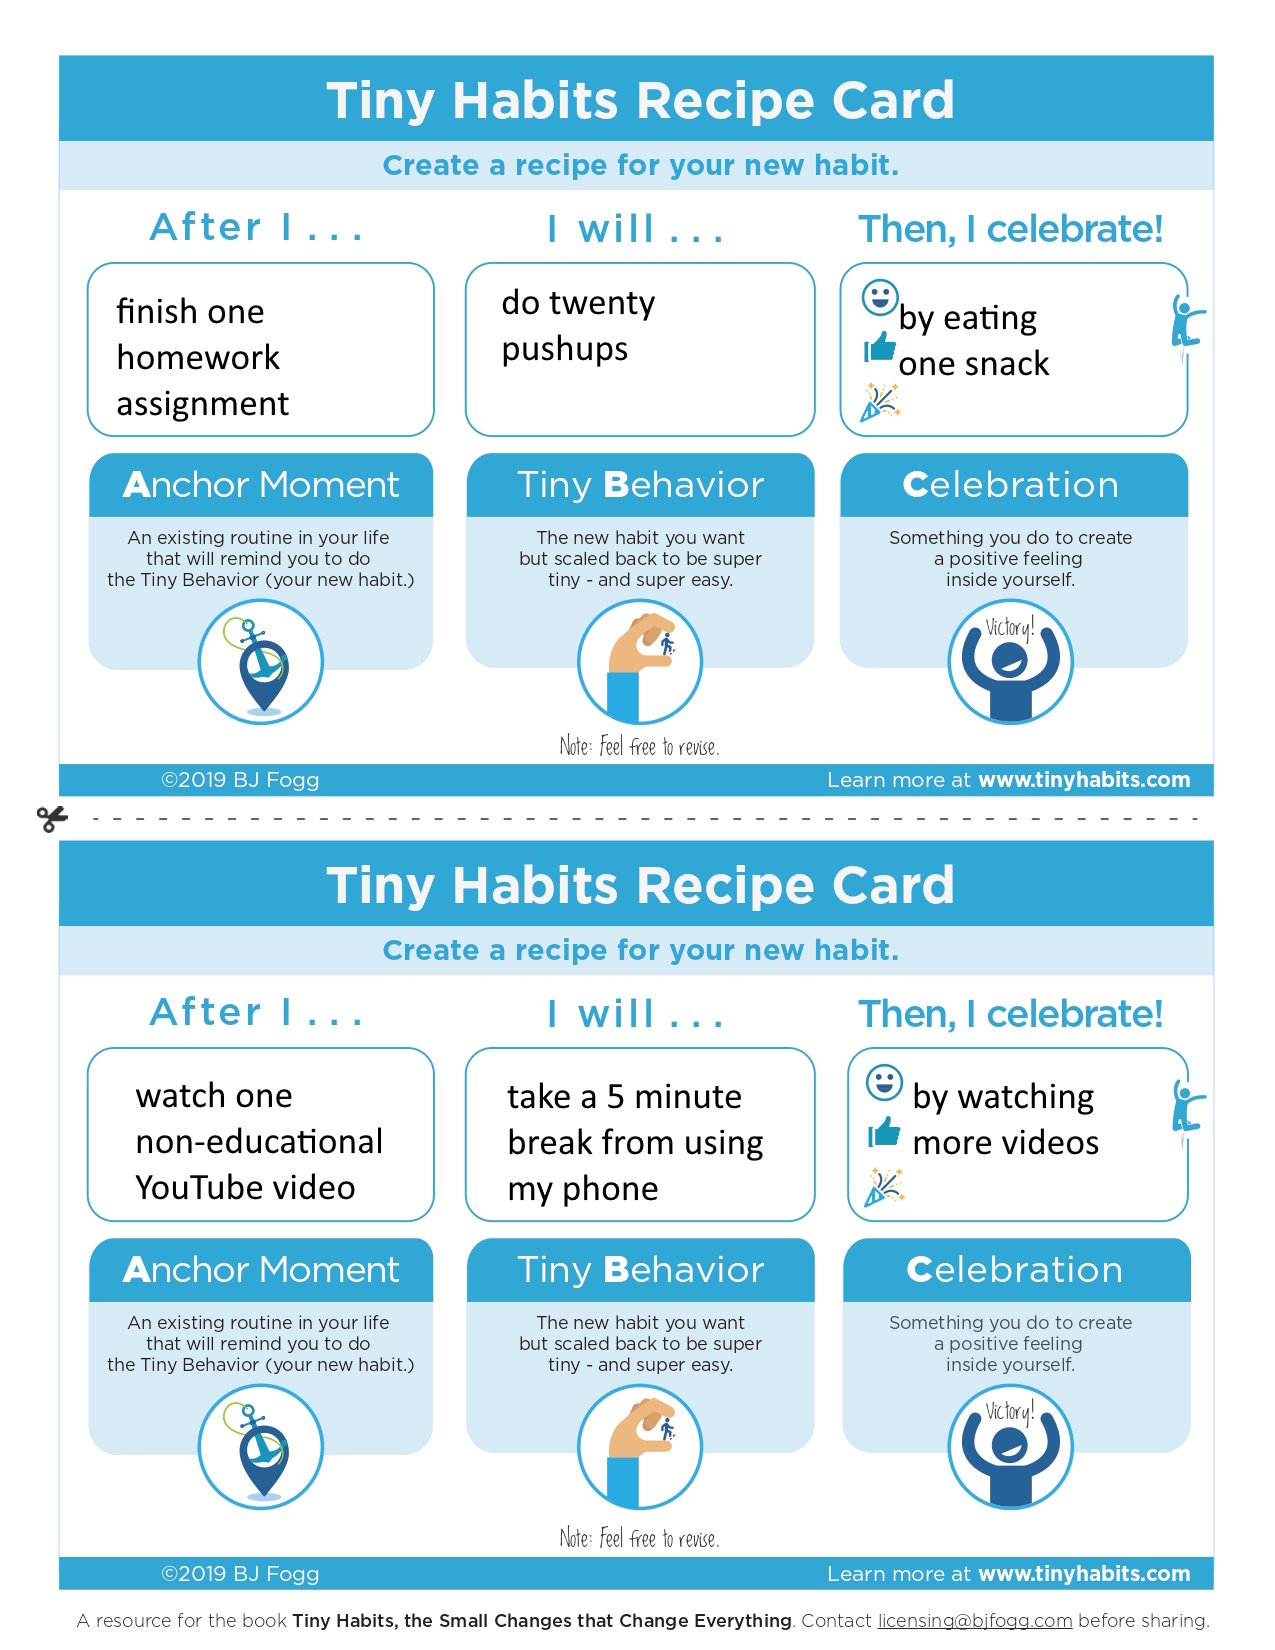 Tiny Habits Recipe Card
Create a recipe for your new habit.
After I . . .
I will . . .
Then, I celebrate!
finish one
homework
assignment
do twenty
pushups
by eating
one snack
Anchor Moment
An existing routine in your life
that will remind you to do
the Tiny Behavior (your new habit.)
Tiny Behavior
The new habit you want
but scaled back to be super
tiny - and super easy.
Celebration
Something you do to create
a positive feeling
inside yourself.
Victory!
Note: Feel free to revise.
©2019 BJ Fogg
Learn more at www.tinyhabits.com
Tiny Habits Recipe Card
Create a recipe for your new habit.
After I . . .
I will . . .
Then, I celebrate!
watch one
non-educational
YouTube video
take a 5 minute
break from using
my phone
by watching
more videos
Anchor Moment
An existing routine in your life
that will remind you to do
the Tiny Behavior (your new habit.)
Tiny Behavior
The new habit you want
but scaled back to be super
tiny - and super easy.
Celebration
Something you do to create
a positive feeling
inside yourself.
Victory!
Note: Feel free to revise.
©2019 BJ Fogg
Learn more at www.tinyhabits.com
A resource for the book Tiny Habits, the Small Changes that Change Everything. Contact licensing@bjfogg.com before sharing.